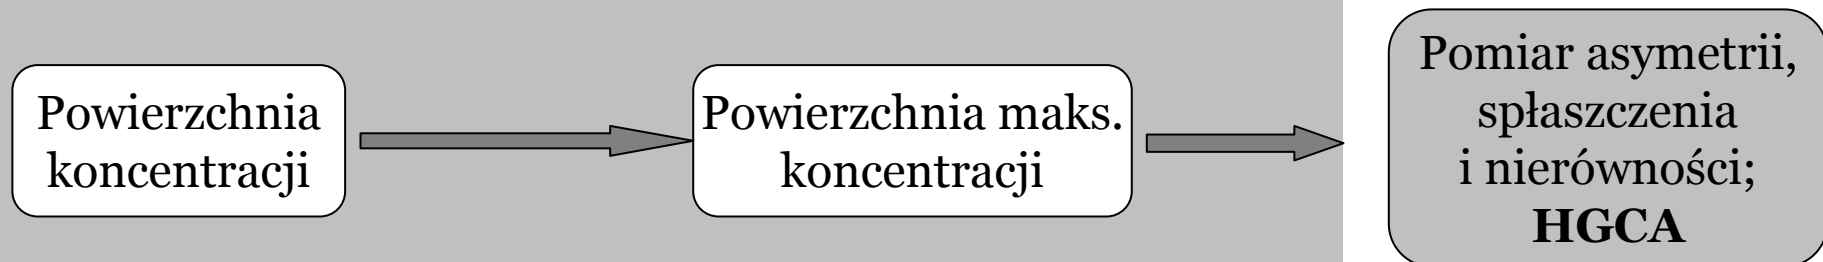 Powierzchnia
koncentracji
Powierzchnia maks.
koncentracji
Pomiar asymetrii,
spłaszczenia
i nierówności;
HGCA